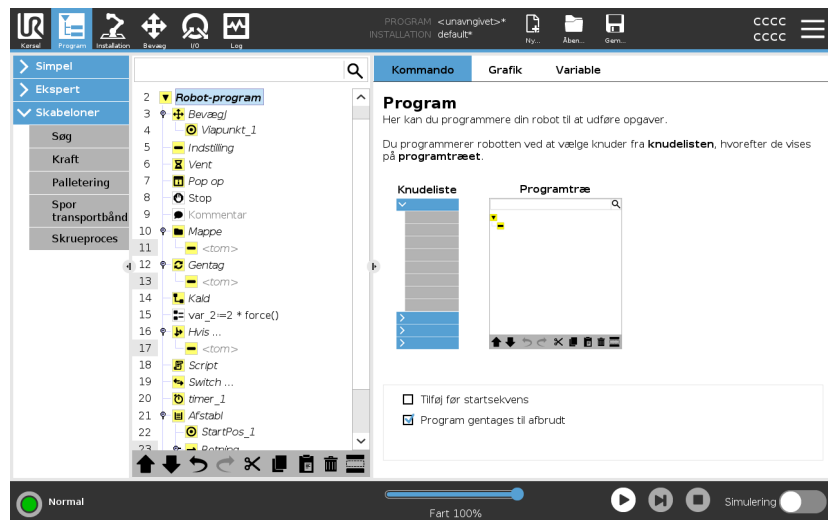 PROGRAM <unavngivet>*
INSTALLATION default*
Kørsel Program Installation Bevæg I/O Log
Ny... Åben... Gem...
cccc
cccc
Simpel
Ekspert
Skabeloner
Søg
Kraft
Palletering
Spor
transportbånd
Skrueproces
2 Robot-program
3 BevægJ
4 Viapunkt_1
5 Indstilling
6 Vent
7 Pop op
8 Stop
9 Kommentar
10 Mappe
11 <tom>
12 Gentag
13 <tom>
14 Kald
15 var_2:=2 * force()
16 Hvis ...
17 <tom>
18 Script
19 Switch ...
20 timer_1
21 Afstabl
22 StartPos_1
23 Retning
Kommando Grafik Variable
Program
Her kan du programmere din robot til at udføre opgaver.
Du programmerer robotten ved at vælge knuder fra knudelisten, hvorefter de vises
på programtræet.
Knudeliste Programtræ
Tilføj før startsekvens
Program gentages til afbrudt
Normal
Fart 100%
Simulering